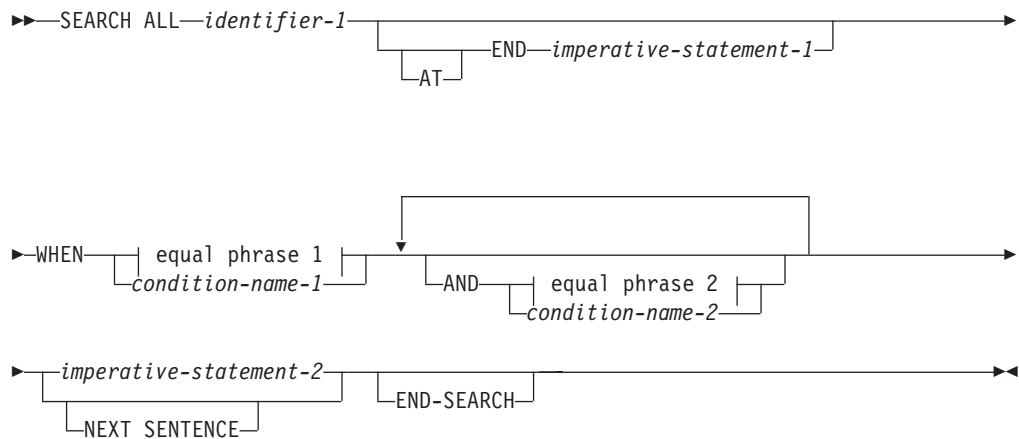 SEARCH ALL identifier-1
END imperative-statement-1
AT
WHEN equal phrase 1
condition-name-1
AND equal phrase 2
condition-name-2
imperative-statement-2
NEXT SENTENCE
END-SEARCH